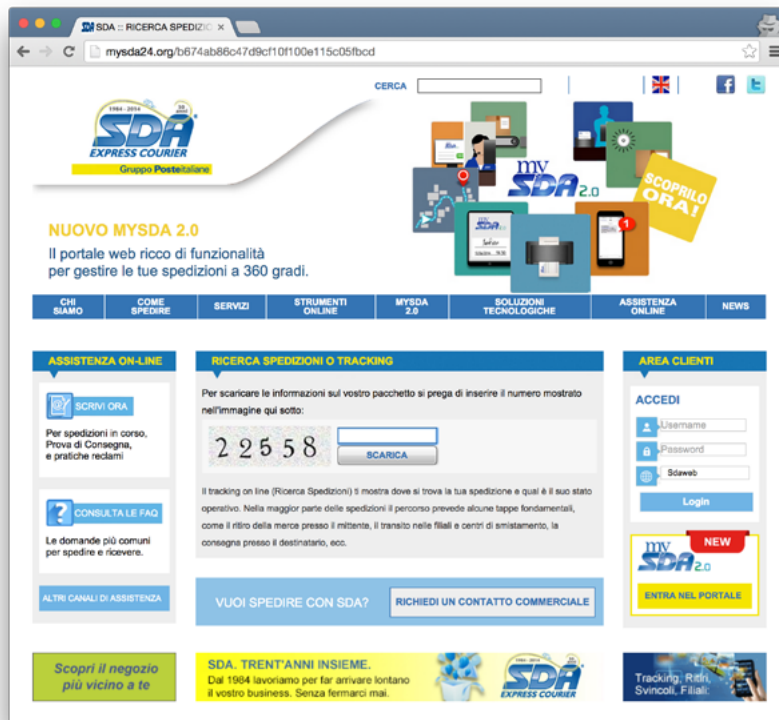 SDA :: RICERCA SPEDIZIO
mysda24.org/b674ab86c47d9cf10f100e115c05fbcd
CERCA
1984 - 2014
SDA
EXPRESS COURIER
Gruppo Posteitaliane
my
SDA 2.0
SCOPRILO
ORA!
NUOVO MYSDA 2.0
Il portale web ricco di funzionalità
per gestire le tue spedizioni a 360 gradi.
CHI SIAMO
COME SPEDIRE
SERVIZI
STRUMENTI ONLINE
MYSDA 2.0
SOLUZIONI TECNOLOGICHE
ASSISTENZA ONLINE
NEWS
ASSISTENZA ON-LINE
SCRIVI ORA
Per spedizioni in corso,
Prova di Consegna,
e pratiche reclami
CONSULTA LE FAQ
Le domande più comuni
per spedire e ricevere.
ALTRI CANALI DI ASSISTENZA
RICERCA SPEDIZIONI O TRACKING
Per scaricare le informazioni sul vostro pacchetto si prega di inserire il numero mostrato
nell'immagine qui sotto:
22558
SCARICA
Il tracking on line (Ricerca Spedizioni) ti mostra dove si trova la tua spedizione e qual è il suo stato
operativo. Nella maggior parte delle spedizioni il percorso prevede alcune tappe fondamentali,
come il ritiro della merce presso il mittente, il transito nelle filiali e centri di smistamento, la
consegna presso il destinatario, ecc.
VUOI SPEDIRE CON SDA?
RICHIEDI UN CONTATTO COMMERCIALE
AREA CLIENTI
ACCEDI
Username
Password
Sdaweb
Login
NEW
my
SDA 2.0
ENTRA NEL PORTALE
Scopri il negozio
più vicino a te
SDA. TRENT'ANNI INSIEME.
Dal 1984 lavoriamo per far arrivare lontano
il vostro business. Senza fermarci mai.
SDA
EXPRESS COURIER
Tracking, Ritiri,
Svincoli, Filiali: